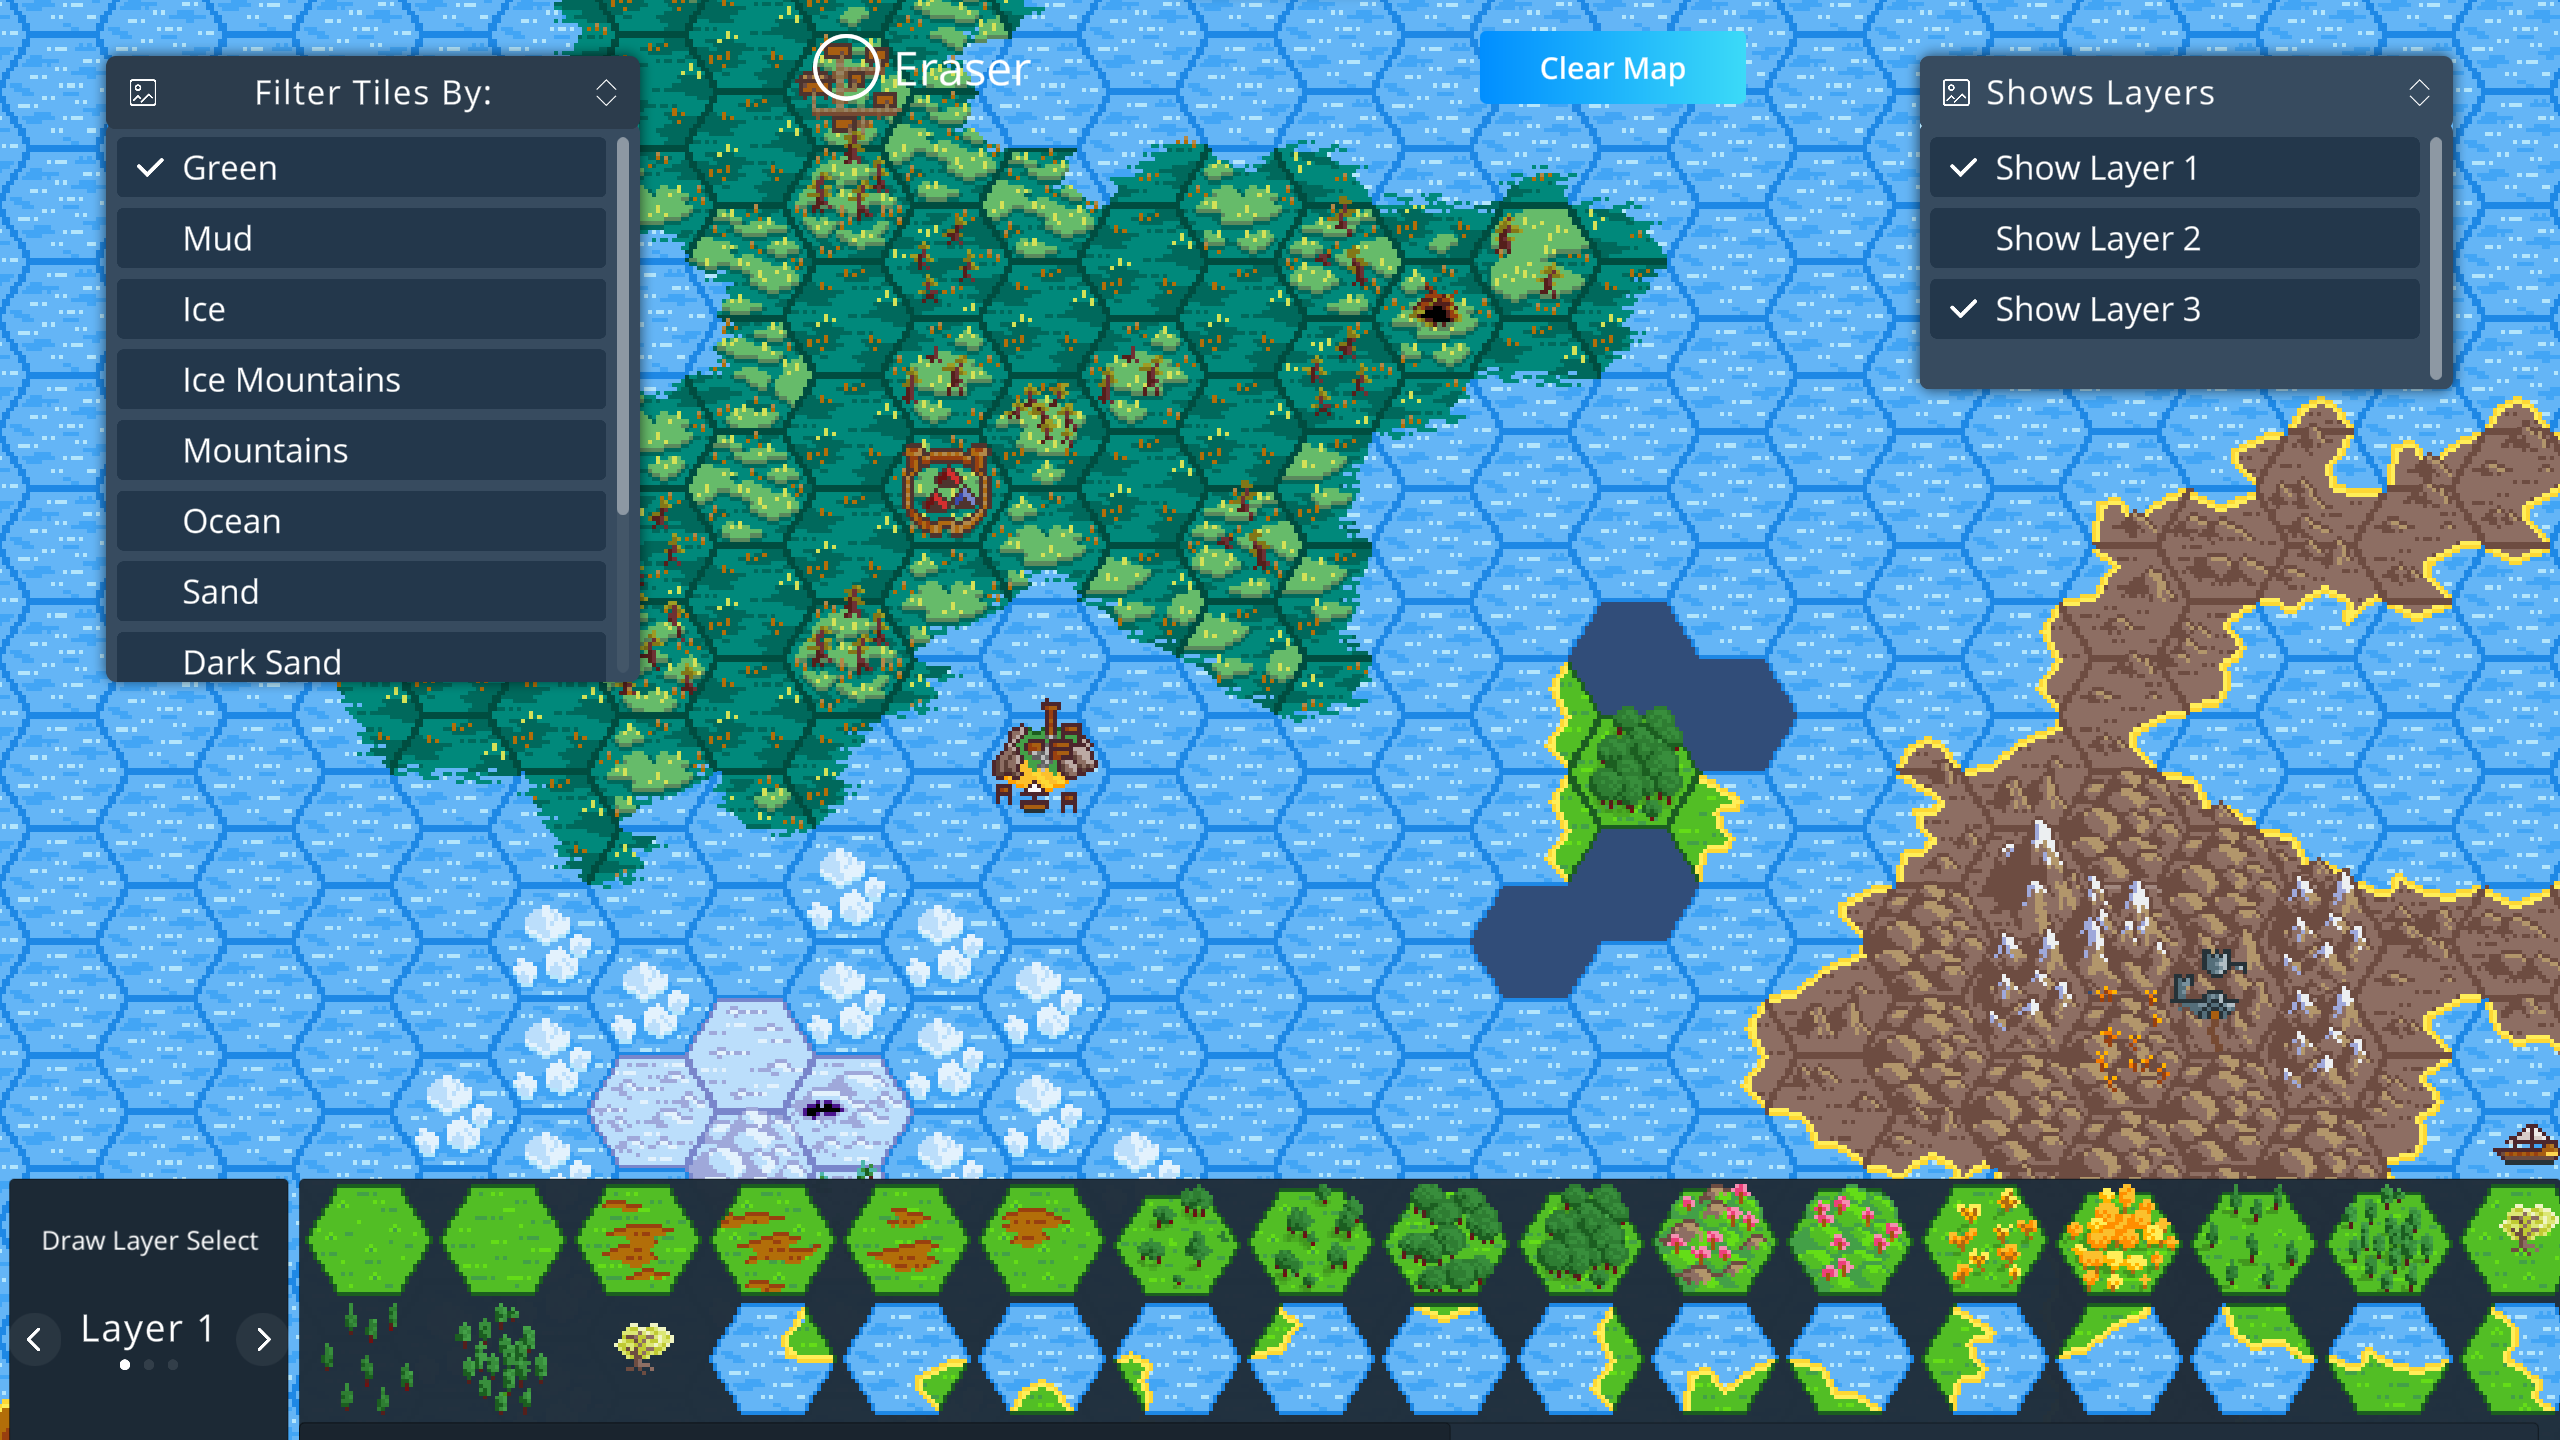 Eraser
Clear Map
Filter Tiles By:
Green
Mud
Ice
Ice Mountains
Mountains
Ocean
Sand
Dark Sand
Shows Layers
Show Layer 1
Show Layer 2
Show Layer 3
Draw Layer Select
Layer 1